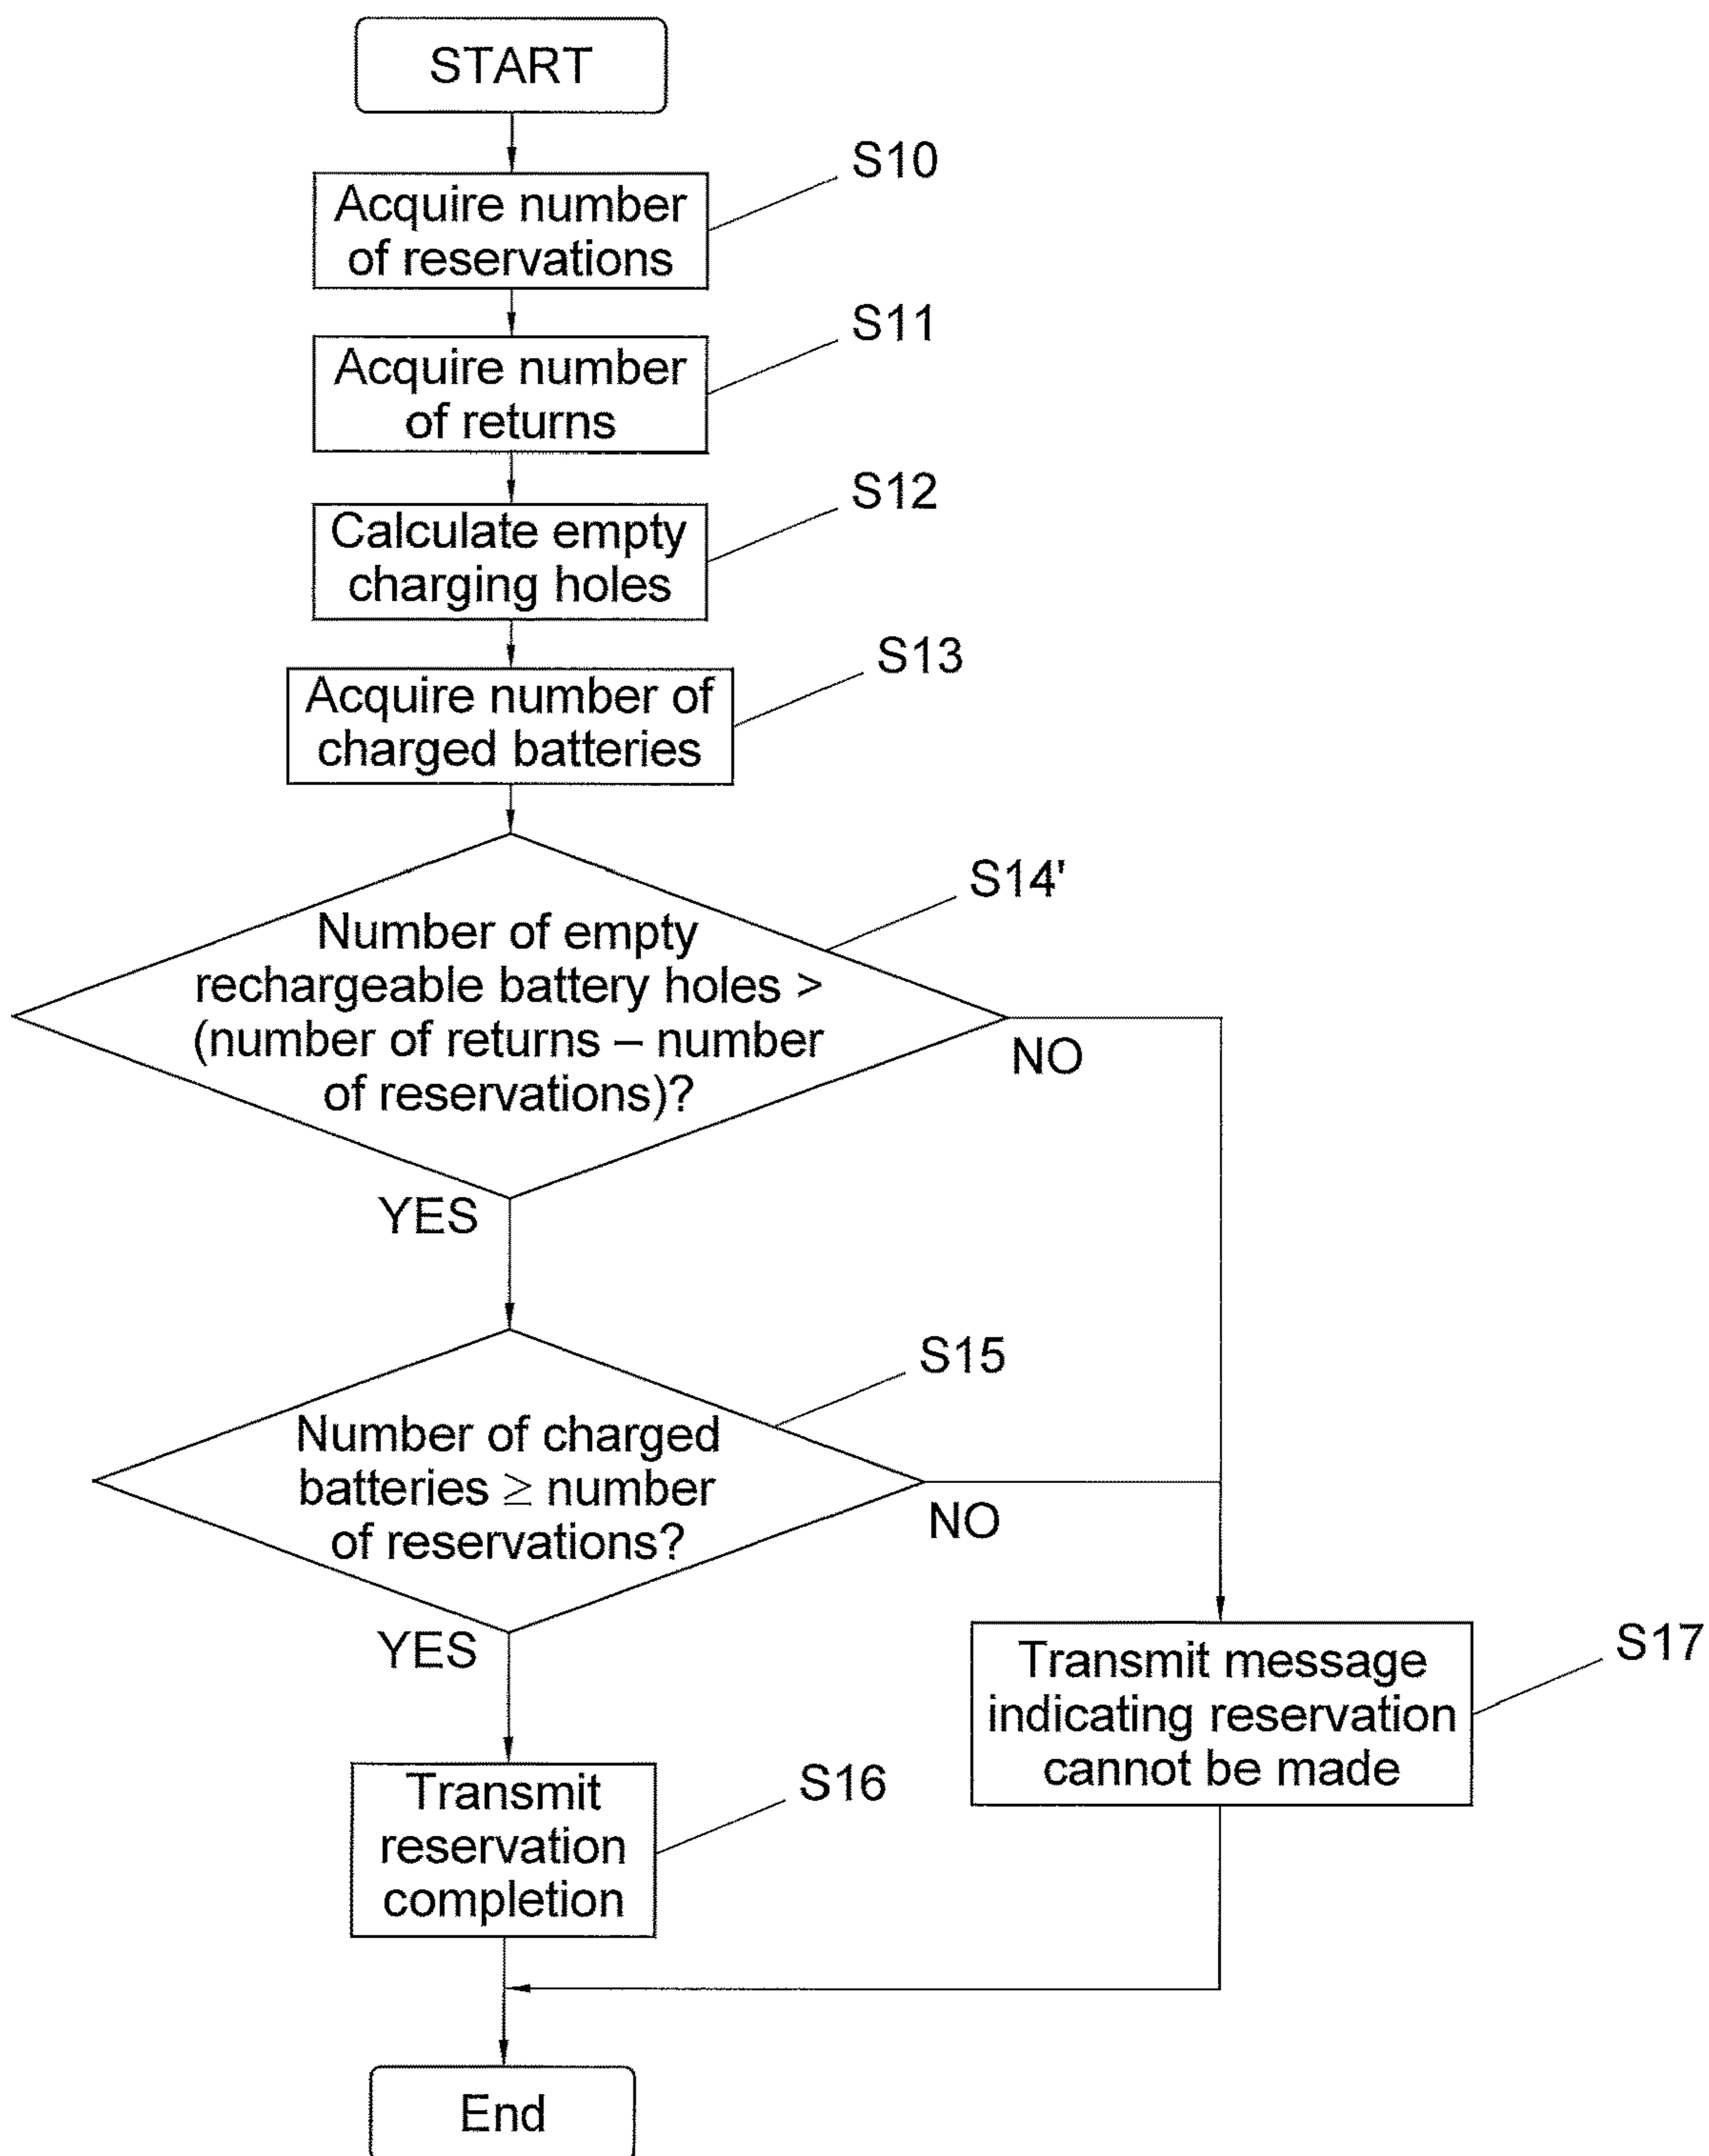 START
S10
Acquire number
of reservations
S11
Acquire number
of returns
S12
Calculate empty
charging holes
S13
Acquire number of
charged batteries
S14'
Number of empty
rechargeable battery holes >
(number of returns – number
of reservations)?
NO
YES
S15
Number of charged
batteries ≥ number
of reservations?
NO
YES
S17
Transmit message
indicating reservation
cannot be made
S16
Transmit
reservation
completion
End